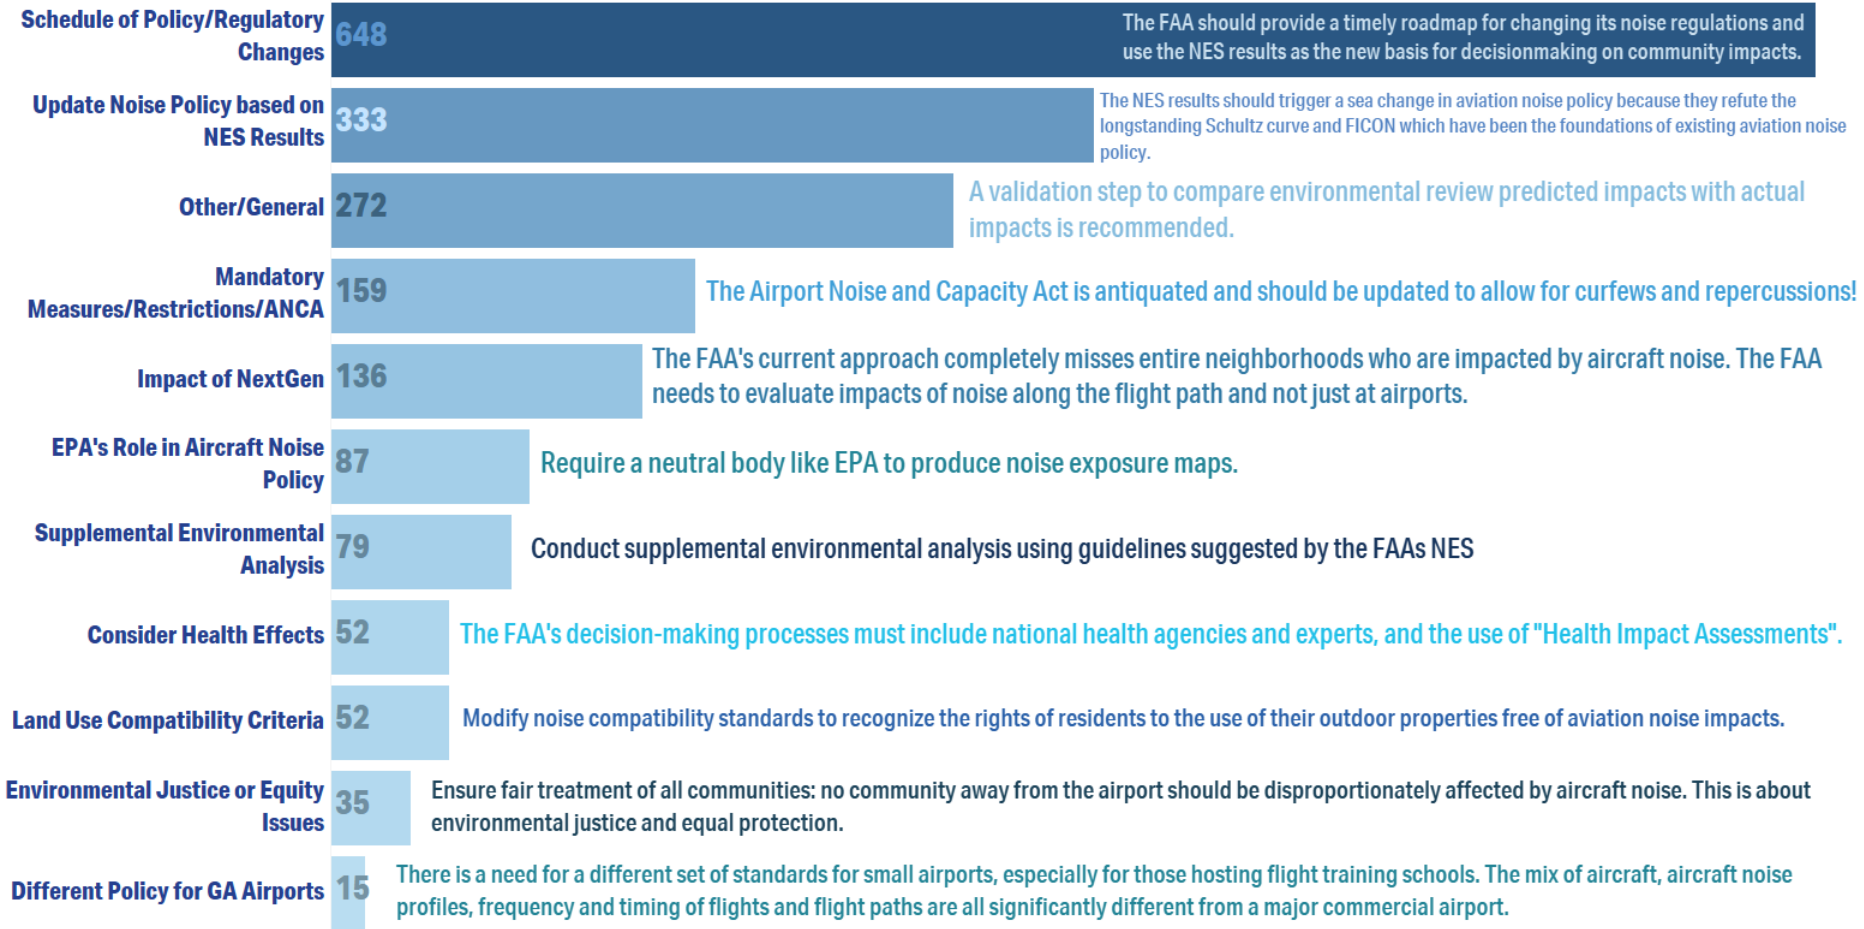 Schedule of Policy/Regulatory
Changes
648
The FAA should provide a timely roadmap for changing its noise regulations and
use the NES results as the new basis for decisionmaking on community impacts.
Update Noise Policy based on
NES Results
333
The NES results should trigger a sea change in aviation noise policy because they refute the
longstanding Schultz curve and FICON which have been the foundations of existing aviation noise
policy.
Other/General
272
A validation step to compare environmental review predicted impacts with actual
impacts is recommended.
Mandatory
Measures/Restrictions/ANCA
159
The Airport Noise and Capacity Act is antiquated and should be updated to allow for curfews and repercussions!
Impact of NextGen
136
The FAA's current approach completely misses entire neighborhoods who are impacted by aircraft noise. The FAA
needs to evaluate impacts of noise along the flight path and not just at airports.
EPA's Role in Aircraft Noise
Policy
87
Require a neutral body like EPA to produce noise exposure maps.
Supplemental Environmental
Analysis
79
Conduct supplemental environmental analysis using guidelines suggested by the FAAs NES
Consider Health Effects
52
The FAA's decision-making processes must include national health agencies and experts, and the use of "Health Impact Assessments".
Land Use Compatibility Criteria
52
Modify noise compatibility standards to recognize the rights of residents to the use of their outdoor properties free of aviation noise impacts.
Environmental Justice or Equity
Issues
35
Ensure fair treatment of all communities: no community away from the airport should be disproportionately affected by aircraft noise. This is about
environmental justice and equal protection.
Different Policy for GA Airports
15
There is a need for a different set of standards for small airports, especially for those hosting flight training schools. The mix of aircraft, aircraft noise
profiles, frequency and timing of flights and flight paths are all significantly different from a major commercial airport.